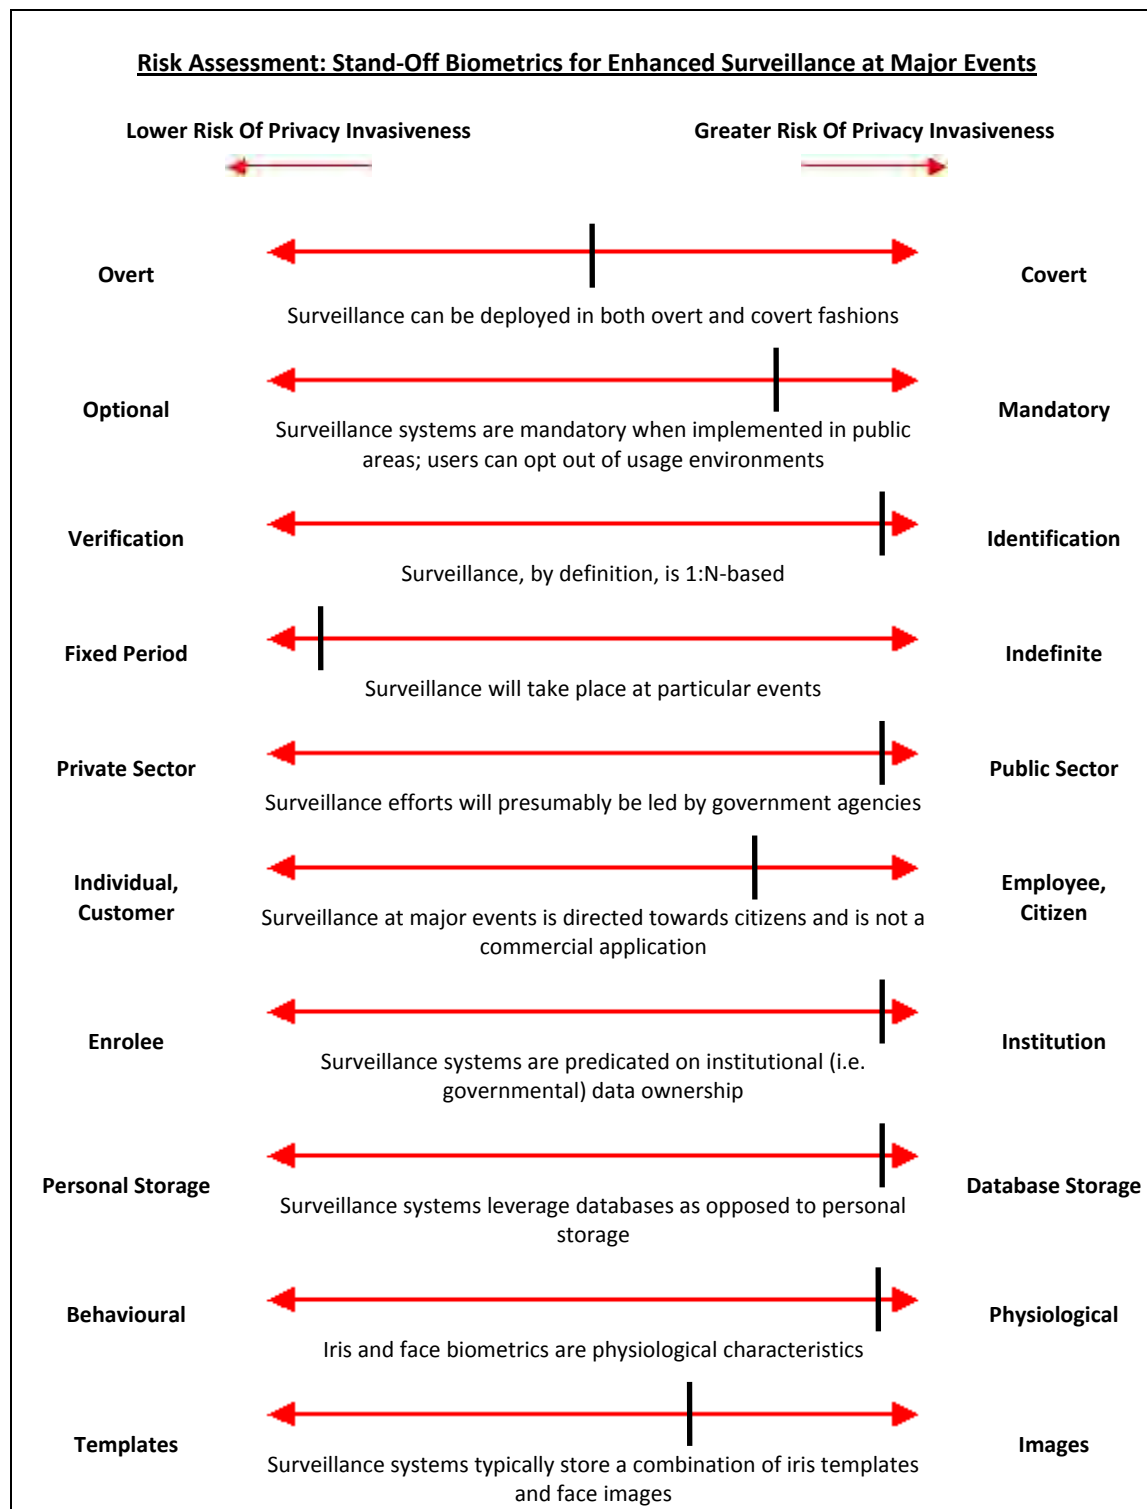 Risk Assessment: Stand-Off Biometrics for Enhanced Surveillance at Major Events
Lower Risk Of Privacy Invasiveness
Greater Risk Of Privacy Invasiveness
Overt
Covert
Surveillance can be deployed in both overt and covert fashions
Optional
Mandatory
Surveillance systems are mandatory when implemented in public
areas; users can opt out of usage environments
Verification
Identification
Surveillance, by definition, is 1:N-based
Fixed Period
Indefinite
Surveillance will take place at particular events
Private Sector
Public Sector
Surveillance efforts will presumably be led by government agencies
Individual,
Customer
Employee,
Citizen
Surveillance at major events is directed towards citizens and is not a
commercial application
Enrolee
Institution
Surveillance systems are predicated on institutional (i.e.
governmental) data ownership
Personal Storage
Database Storage
Surveillance systems leverage databases as opposed to personal
storage
Behavioural
Physiological
Iris and face biometrics are physiological characteristics
Templates
Images
Surveillance systems typically store a combination of iris templates
and face images